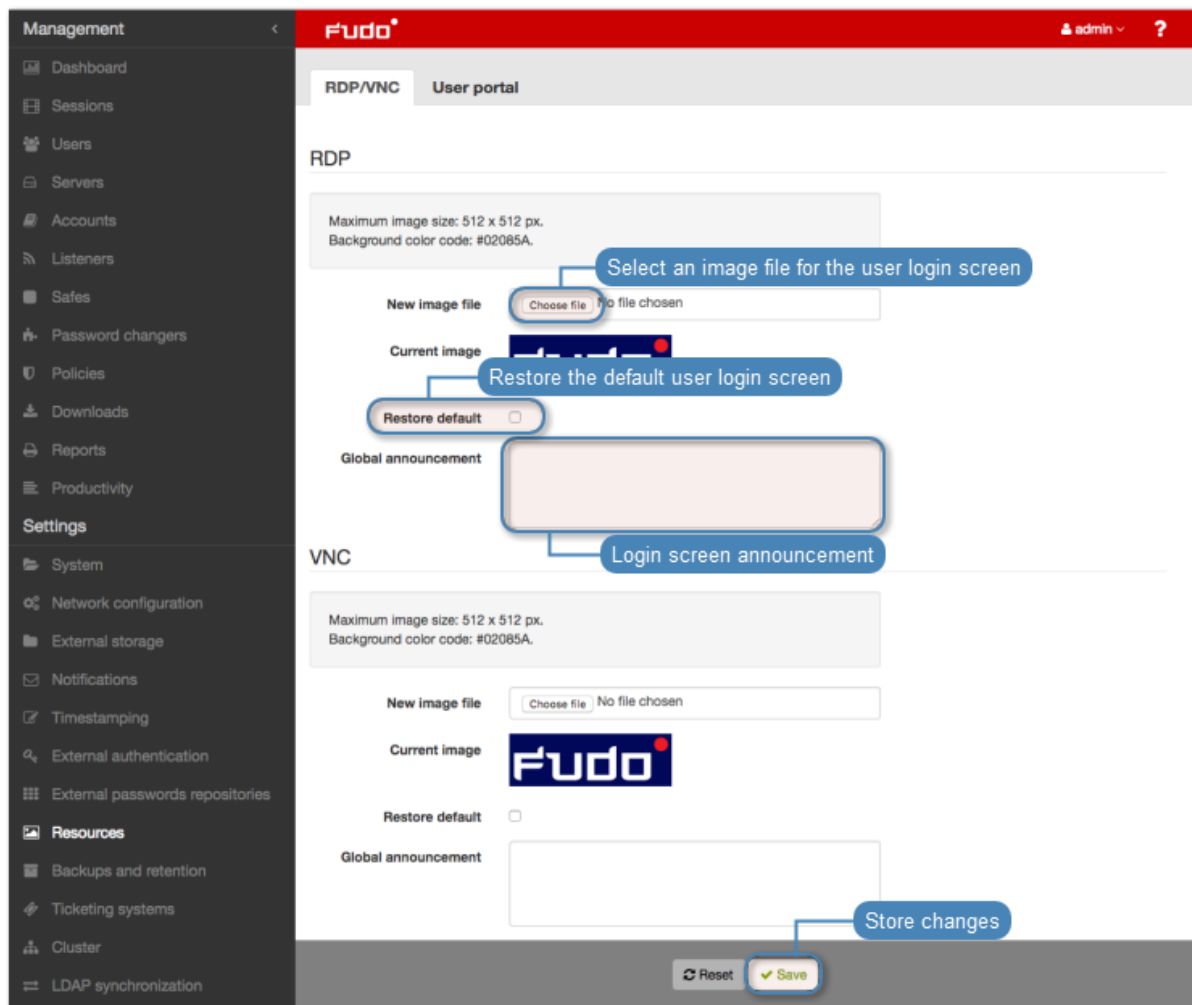 Management
Fudo
admin
?
Dashboard
Sessions
Users
Servers
Accounts
Listeners
Safes
Password changers
Policies
Downloads
Reports
Productivity
Settings
System
Network configuration
External storage
Notifications
Timestamping
External authentication
External passwords repositories
Resources
Backups and retention
Ticketing systems
Cluster
LDAP synchronization
RDP/VNC User portal
RDP
Maximum image size: 512 x 512 px.
Background color code: #02085A.
Select an image file for the user login screen
New image file Choose file No file chosen
Current image
Restore the default user login screen
Restore default
Global announcement
Login screen announcement
VNC
Maximum image size: 512 x 512 px.
Background color code: #02085A.
New image file Choose file No file chosen
Current image Fudo
Restore default
Global announcement
Store changes
Reset Save